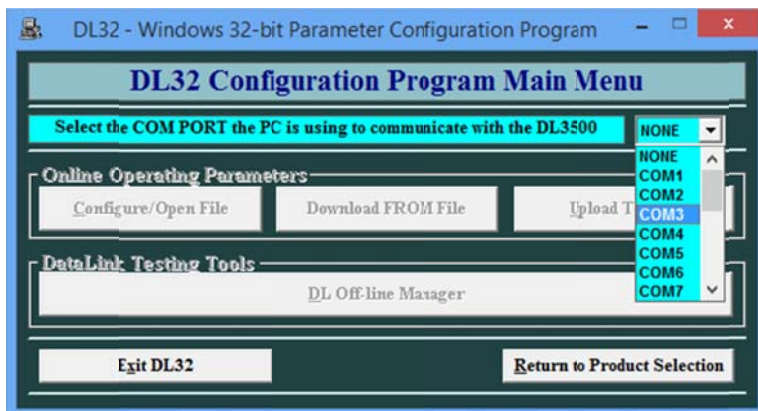 DL32 - Windows 32-bit Parameter Configuration Program
DL32 Configuration Program Main Menu
Select the COM PORT the PC is using to communicate with the DL3500
NONE
NONE
COM1
COM2
COM3
COM4
COM5
COM6
COM7
Online Operating Parameters
Configure/Open File
Download FROM File
Upload
DataLink Testing Tools
DL Off-line Manager
Exit DL32
Return to Product Selection